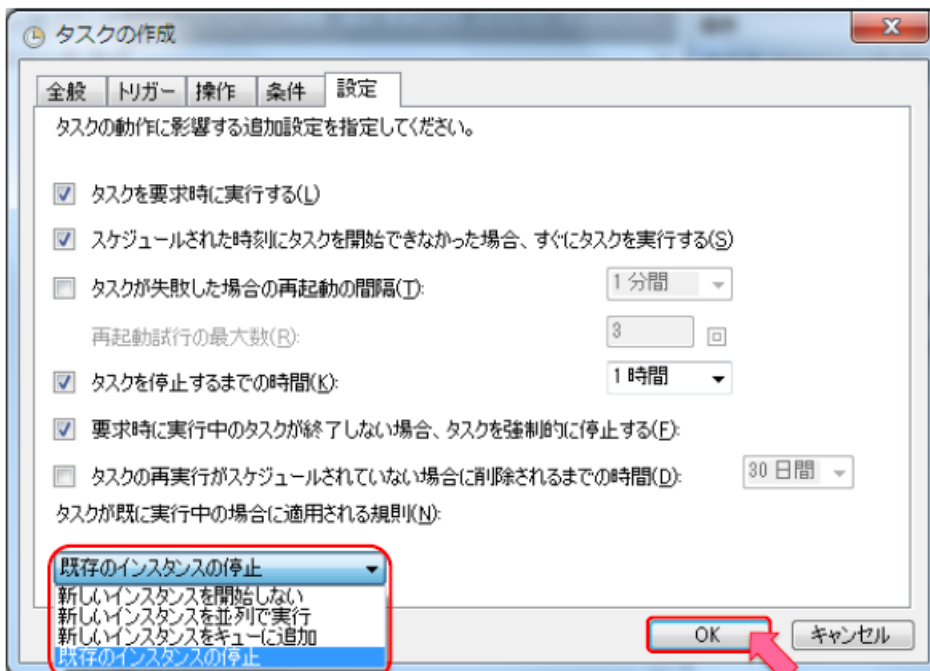 タスクの作成
全般 トリガー 操作 条件 設定
タスクの動作に影響する追加設定を指定してください。
タスクを要求時に実行する(L)
スケジュールされた時刻にタスクを開始できなかった場合、すぐにタスクを実行する(S)
タスクが失敗した場合の再起動の間隔(T): 1 分間
再起動試行の最大数(R): 3
タスクを停止するまでの時間(K): 1 時間
要求時に実行中のタスクが終了しない場合、タスクを強制的に停止する(F):
タスクの再実行がスケジュールされていない場合に削除されるまでの時間(D): 30 日間
タスクが既に実行中の場合に適用される規則(N):
既存のインスタンスの停止
新しいインスタンスを開始しない
新しいインスタンスを並列で実行
新しいインスタンスをキューに追加
既存のインスタンスの停止
OK キャンセル